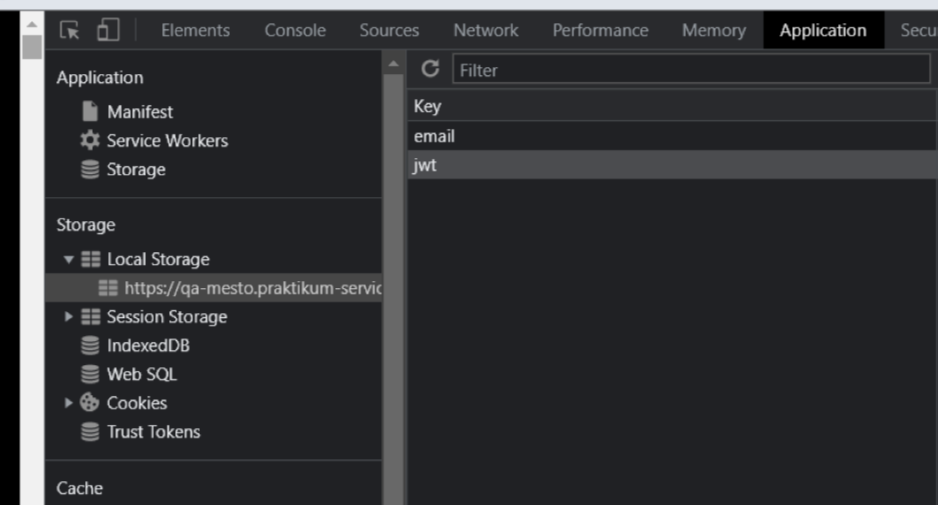 Elements Console Sources Network Performance Memory Application Secu
Application
Manifest
Service Workers
Storage
Storage
Local Storage
https://qa-mesto.praktikum-servic
Session Storage
IndexedDB
Web SQL
Cookies
Trust Tokens
Cache
Filter
Key
email
jwt